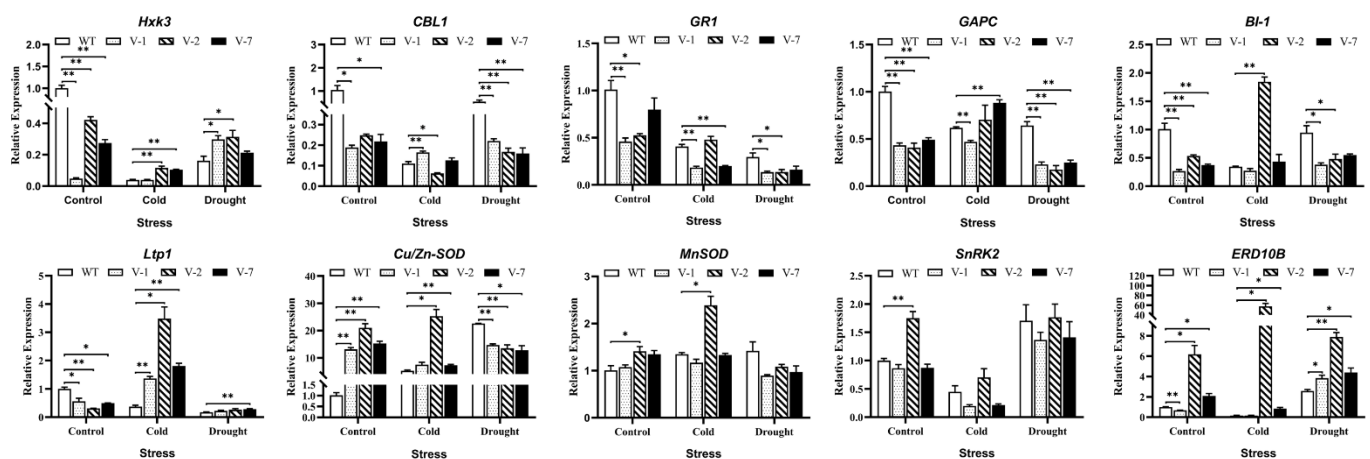 Hxk3
WT V-1 V-2 V-7
Relative Expression
2.0
1.5
1.0
0.4
0.2
0.0
** ** **
** **
* *
Control Cold Drought
Stress
CBL1
WT V-1 V-2 V-7
Relative Expression
3
2
1
0.3
0.2
0.1
0.0
* *
** *
** ** **
Control Cold Drought
Stress
GR1
WT V-1 V-2 V-7
Relative Expression
1.5
1.0
0.5
0.0
** *
** **
* *
Control Cold Drought
Stress
GAPC
WT V-1 V-2 V-7
Relative Expression
1.5
1.0
0.5
0.0
** ** **
** **
** ** **
Control Cold Drought
Stress
BI-1
WT V-1 V-2 V-7
Relative Expression
2.5
2.0
1.5
1.0
0.5
0.0
** ** **
**
* *
Control Cold Drought
Stress
Ltp1
WT V-1 V-2 V-7
Relative Expression
5
4
3
2
1
0
* ** *
** * **
**
Control Cold Drought
Stress
Cu/Zn-SOD
WT V-1 V-2 V-7
Relative Expression
40
30
20
10
1.0
0.5
0.0
** ** **
* **
** ** *
Control Cold Drought
Stress
MnSOD
WT V-1 V-2 V-7
Relative Expression
3
2
1
0
*
*
Control Cold Drought
Stress
SnRK2
WT V-1 V-2 V-7
Relative Expression
2.5
2.0
1.5
1.0
0.5
0.0
**
Control Cold Drought
Stress
ERD10B
WT V-1 V-2 V-7
Relative Expression
120
100
80
60
40
10
8
6
4
2
0
** * *
* *
* ** *
Control Cold Drought
Stress